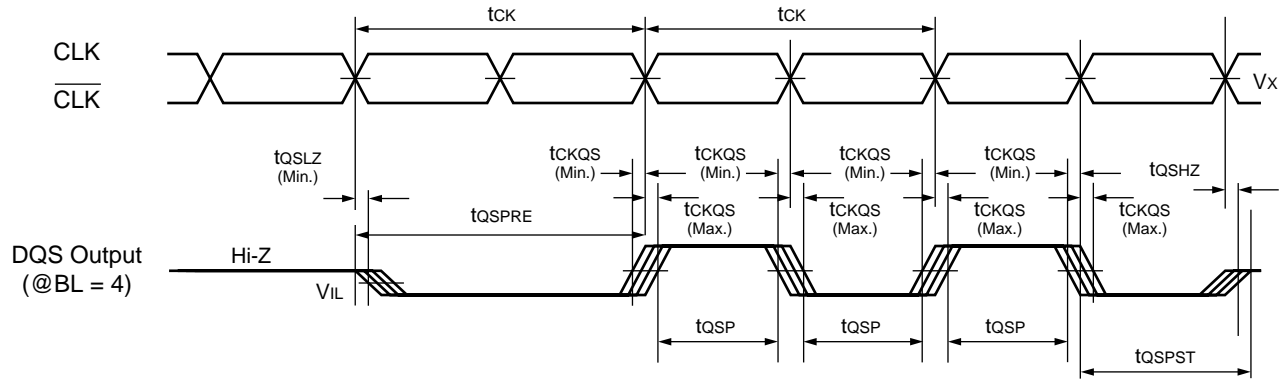 tCK tCK
CLK
CLK
VX
tQSLZ
(Min.)
tCKQS
(Min.)
tCKQS
(Min.)
tCKQS
(Min.)
tCKQS
(Min.)
tQSHZ
tQSPRE
tCKQS
(Max.)
tCKQS
(Max.)
tCKQS
(Max.)
tCKQS
(Max.)
DQS Output
(@BL = 4)
Hi-Z
VIL
tQSP tQSP tQSP
tQSPST